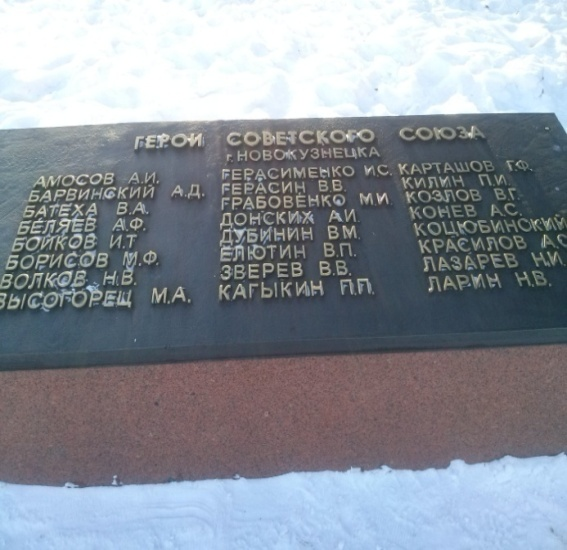 ГЕРОИ СОВЕТСКОГО СОЮЗА
г. НОВОКУЗНЕЦКА
АМОСОВ А.И.
БАРВИНСКИЙ А.Д.
БАТЕХА В.А.
БЕЛЯЕВ А.Ф.
БОЙКОВ И.Т
БОРИСОВ М.Ф.
ВОЛКОВ Н.В.
ВЫСОГОРЕЦ М.А.
ГЕРАСИМЕНКО И.С.
ГЕРАСИН В.В.
ГРАБОВЕНКО М.И
ДОНСКИХ А.И.
ДУБИНИН В.М.
ЕЛЮТИН В.П.
ЗВЕРЕВ В.В.
КАГЫКИН П.П.
КАРТАШОВ Г.Ф.
КИЛИН П.И.
КОЗЛОВ В.Г.
КОНЕВ А.С.
КОЦЮБИНСКИЙ
КРАСИЛОВ А.С
ЛАЗАРЕВ Н.И.
ЛАРИН Н.В.